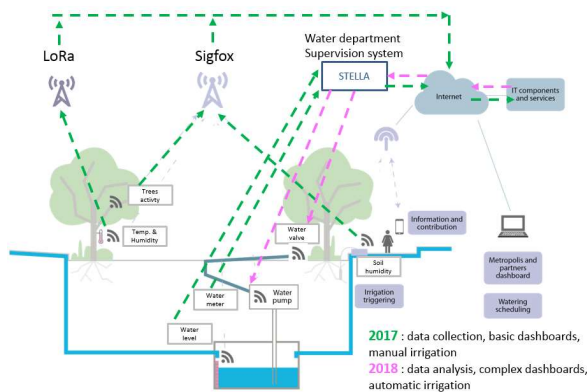 Water department
Supervision system
LoRa
Sigfox
STELLA
Internet
IT components
and services
Trees
activty
Temp. &
Humidity
Water
valve
Information and
contribution
Soil
humidity
Metropolis and
partners
dashboard
Water
meter
Water
pump
Irrigation
triggering
Watering
scheduling
Water
level
2017 : data collection, basic dashboards,
manual irrigation
2018 : data analysis, complex dashboards,
automatic irrigation